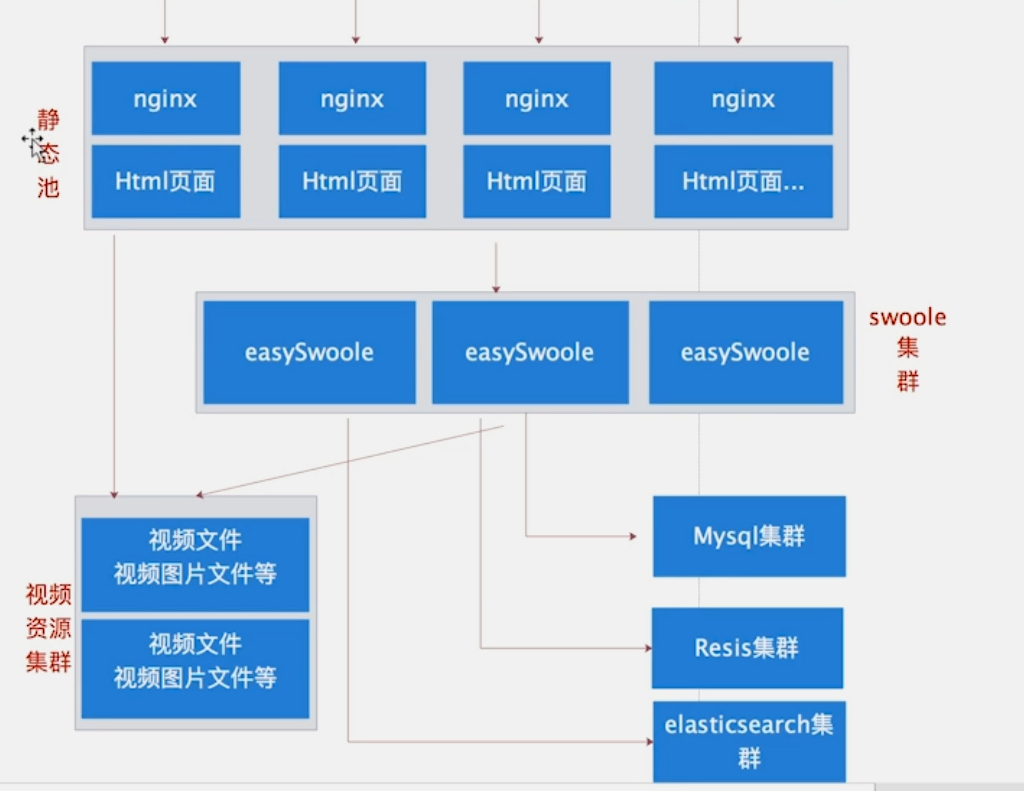 静
态
池
nginx
nginx
nginx
nginx
Html页面
Html页面
Html页面
Html页面...
easySwoole
easySwoole
easySwoole
swoole
集
群
视频
资源
集群
视频文件
视频图片文件等
视频文件
视频图片文件等
Mysql集群
Resis集群
elasticsearch集
群